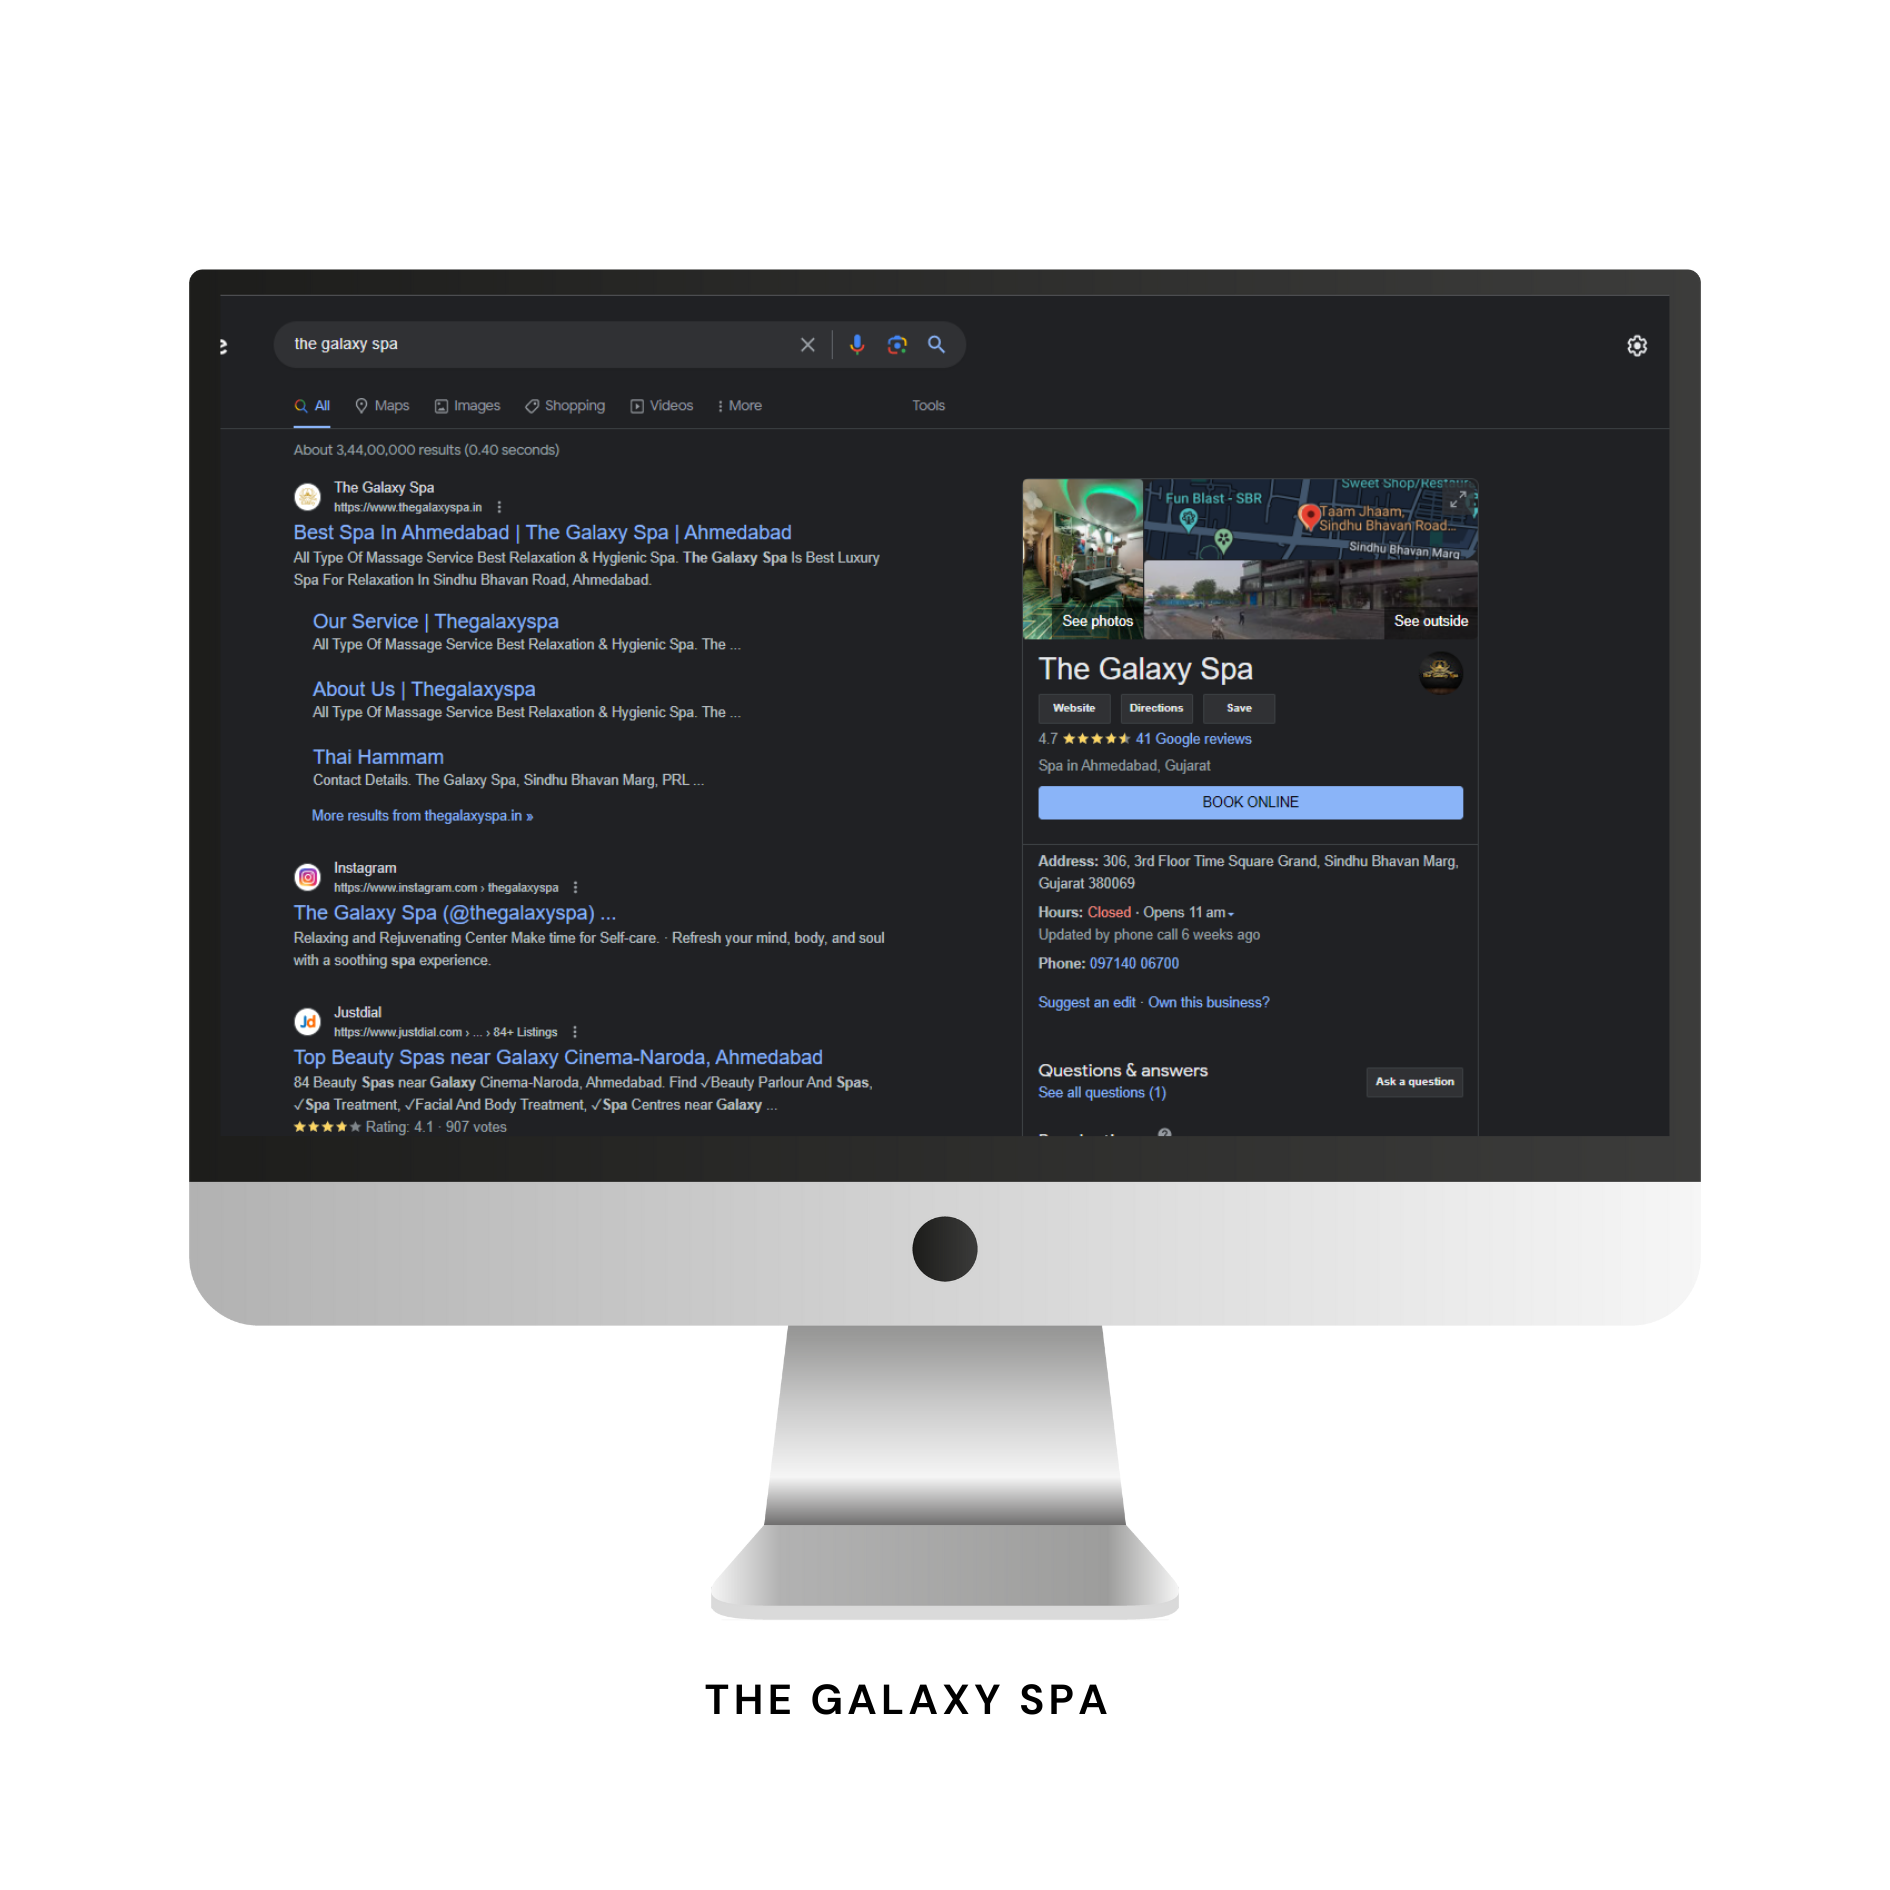 the galaxy spa
All
Maps
Images
Shopping
Videos
More
Tools
About 3,44,00,000 results (0.40 seconds)
The Galaxy Spa
https://www.thegalaxyspa.in
Best Spa In Ahmedabad | The Galaxy Spa | Ahmedabad
All Type Of Massage Service Best Relaxation & Hygienic Spa. The Galaxy Spa Is Best Luxury
Spa For Relaxation In Sindhu Bhavan Road, Ahmedabad.
Our Service | Thegalaxyspa
All Type Of Massage Service Best Relaxation & Hygienic Spa. The ...
About Us | Thegalaxyspa
All Type Of Massage Service Best Relaxation & Hygienic Spa. The ...
Thai Hammam
Contact Details. The Galaxy Spa, Sindhu Bhavan Marg, PRL ...
More results from thegalaxyspa.in »
Instagram
https://www.instagram.com › thegalaxyspa
The Galaxy Spa (@thegalaxyspa) ...
Relaxing and Rejuvenating Center Make time for Self-care. · Refresh your mind, body, and soul
with a soothing spa experience.
Jd
Justdial
https://www.justdial.com › ... › 84+ Listings
Top Beauty Spas near Galaxy Cinema-Naroda, Ahmedabad
84 Beauty Spas near Galaxy Cinema-Naroda, Ahmedabad. Find ✓Beauty Parlour And Spas,
✓Spa Treatment, ✓Facial And Body Treatment, ✓Spa Centres near Galaxy ...
Rating: 4.1 · 907 votes
Sweet Shop/Restaur
Fun Blast - SBR
Taam Jhaam,
Sindhu Bhavan Road...
Sindhu Bhavan Marg
See photos
See outside
The Galaxy Spa
The Galaxy Spa
Website
Directions
Save
4.7 41 Google reviews
Spa in Ahmedabad, Gujarat
BOOK ONLINE
Address: 306, 3rd Floor Time Square Grand, Sindhu Bhavan Marg,
Gujarat 380069
Hours: Closed · Opens 11 am
Updated by phone call 6 weeks ago
Phone: 097140 06700
Suggest an edit · Own this business?
Questions & answers
See all questions (1)
Ask a question
THE GALAXY SPA